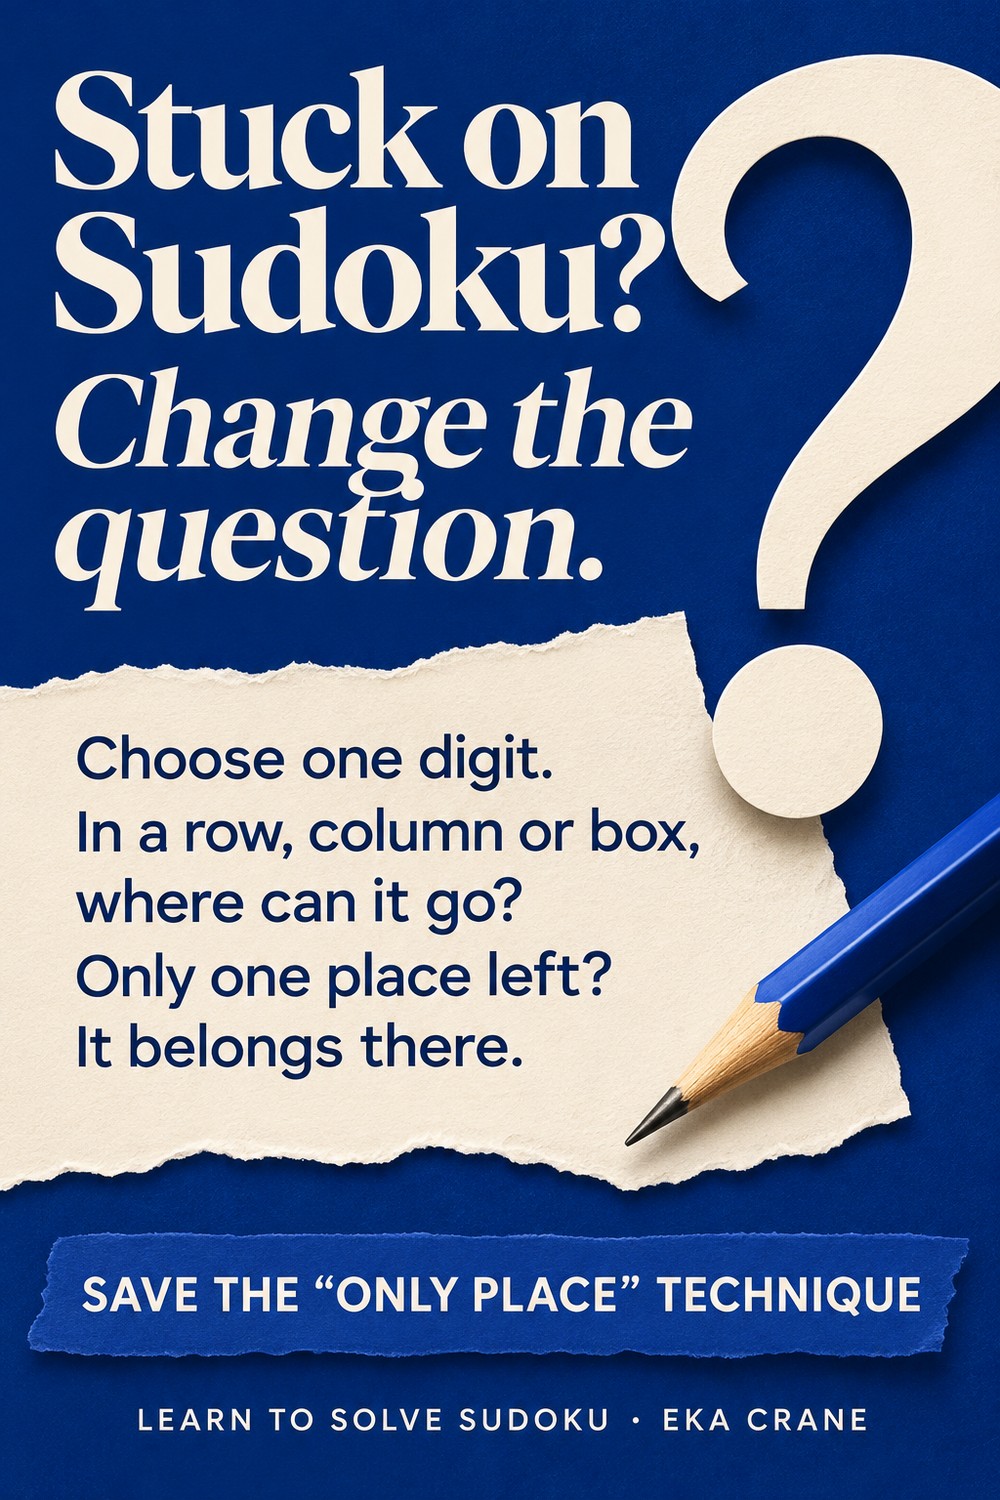 Stuck on
Sudoku?
Change the
question.
Choose one digit.
In a row, column or box,
where can it go?
Only one place left?
It belongs there.
SAVE THE “ONLY PLACE” TECHNIQUE
LEARN TO SOLVE SUDOKU • EKA CRANE